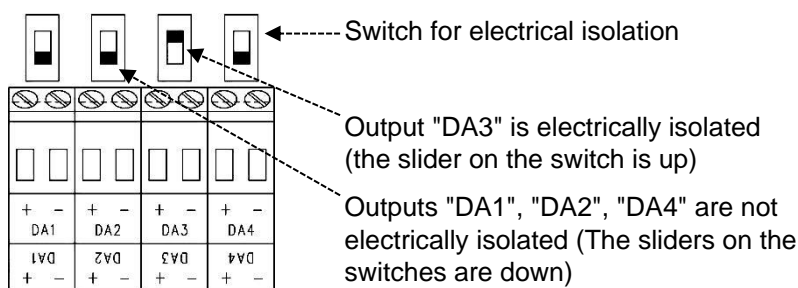 Switch for electrical isolation
Output "DA3" is electrically isolated
(the slider on the switch is up)
Outputs "DA1", "DA2", "DA4" are not
electrically isolated (The sliders on the
switches are down)
+ - + - + - + -
DA1 DA2 DA3 DA4
DA1 DA2 DA3 DA4
+ - + - + - + -